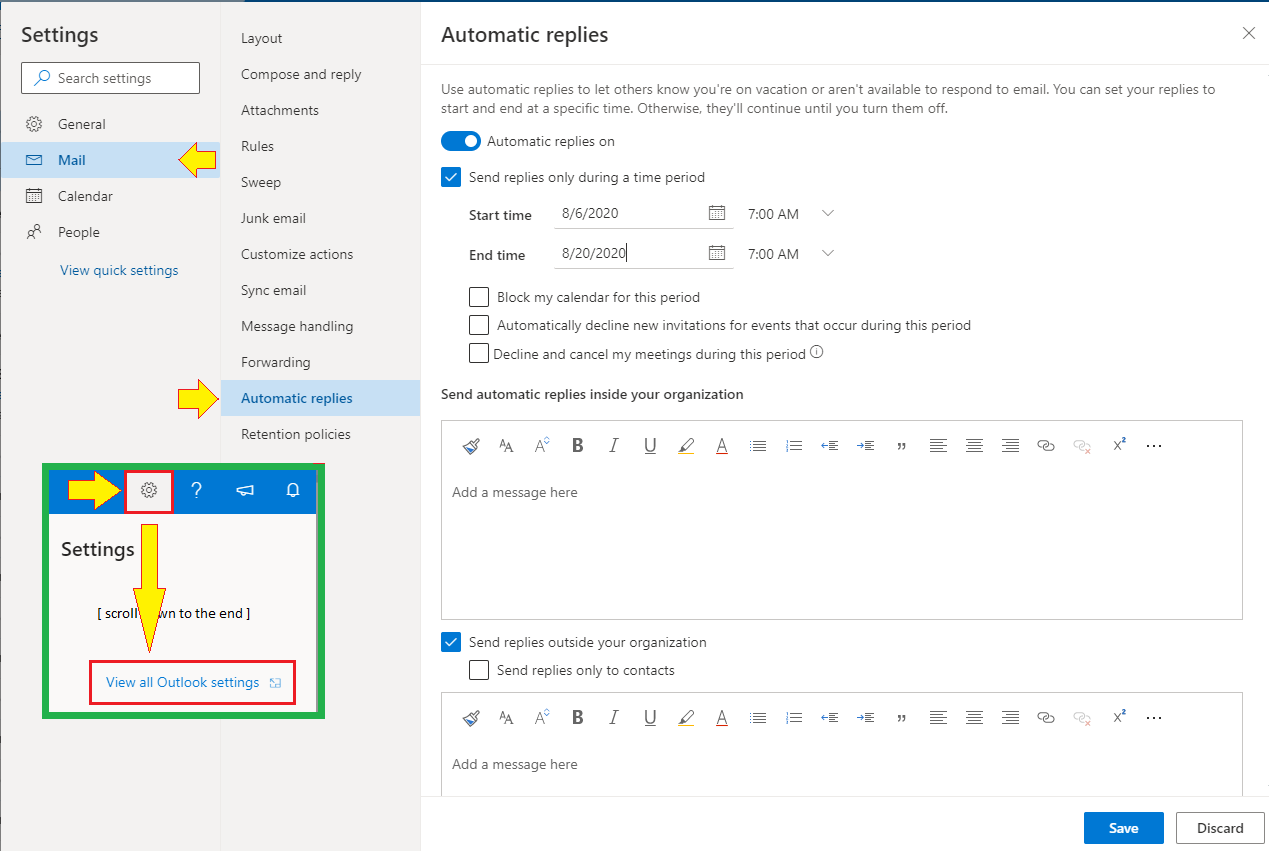 Settings
Search settings
General
Mail
Calendar
People
View quick settings
Layout
Compose and reply
Attachments
Rules
Sweep
Junk email
Customize actions
Sync email
Message handling
Forwarding
Automatic replies
Retention policies
?
Settings
[ scroll wn to the end ]
View all Outlook settings
Automatic replies
Use automatic replies to let others know you're on vacation or aren't available to respond to email. You can set your replies to
start and end at a specific time. Otherwise, they'll continue until you turn them off.
Automatic replies on
Send replies only during a time period
Start time 8/6/2020 7:00 AM
End time 8/20/2020 7:00 AM
Block my calendar for this period
Automatically decline new invitations for events that occur during this period
Decline and cancel my meetings during this period
Send automatic replies inside your organization
Add a message here
Send replies outside your organization
Send replies only to contacts
Add a message here
Save Discard